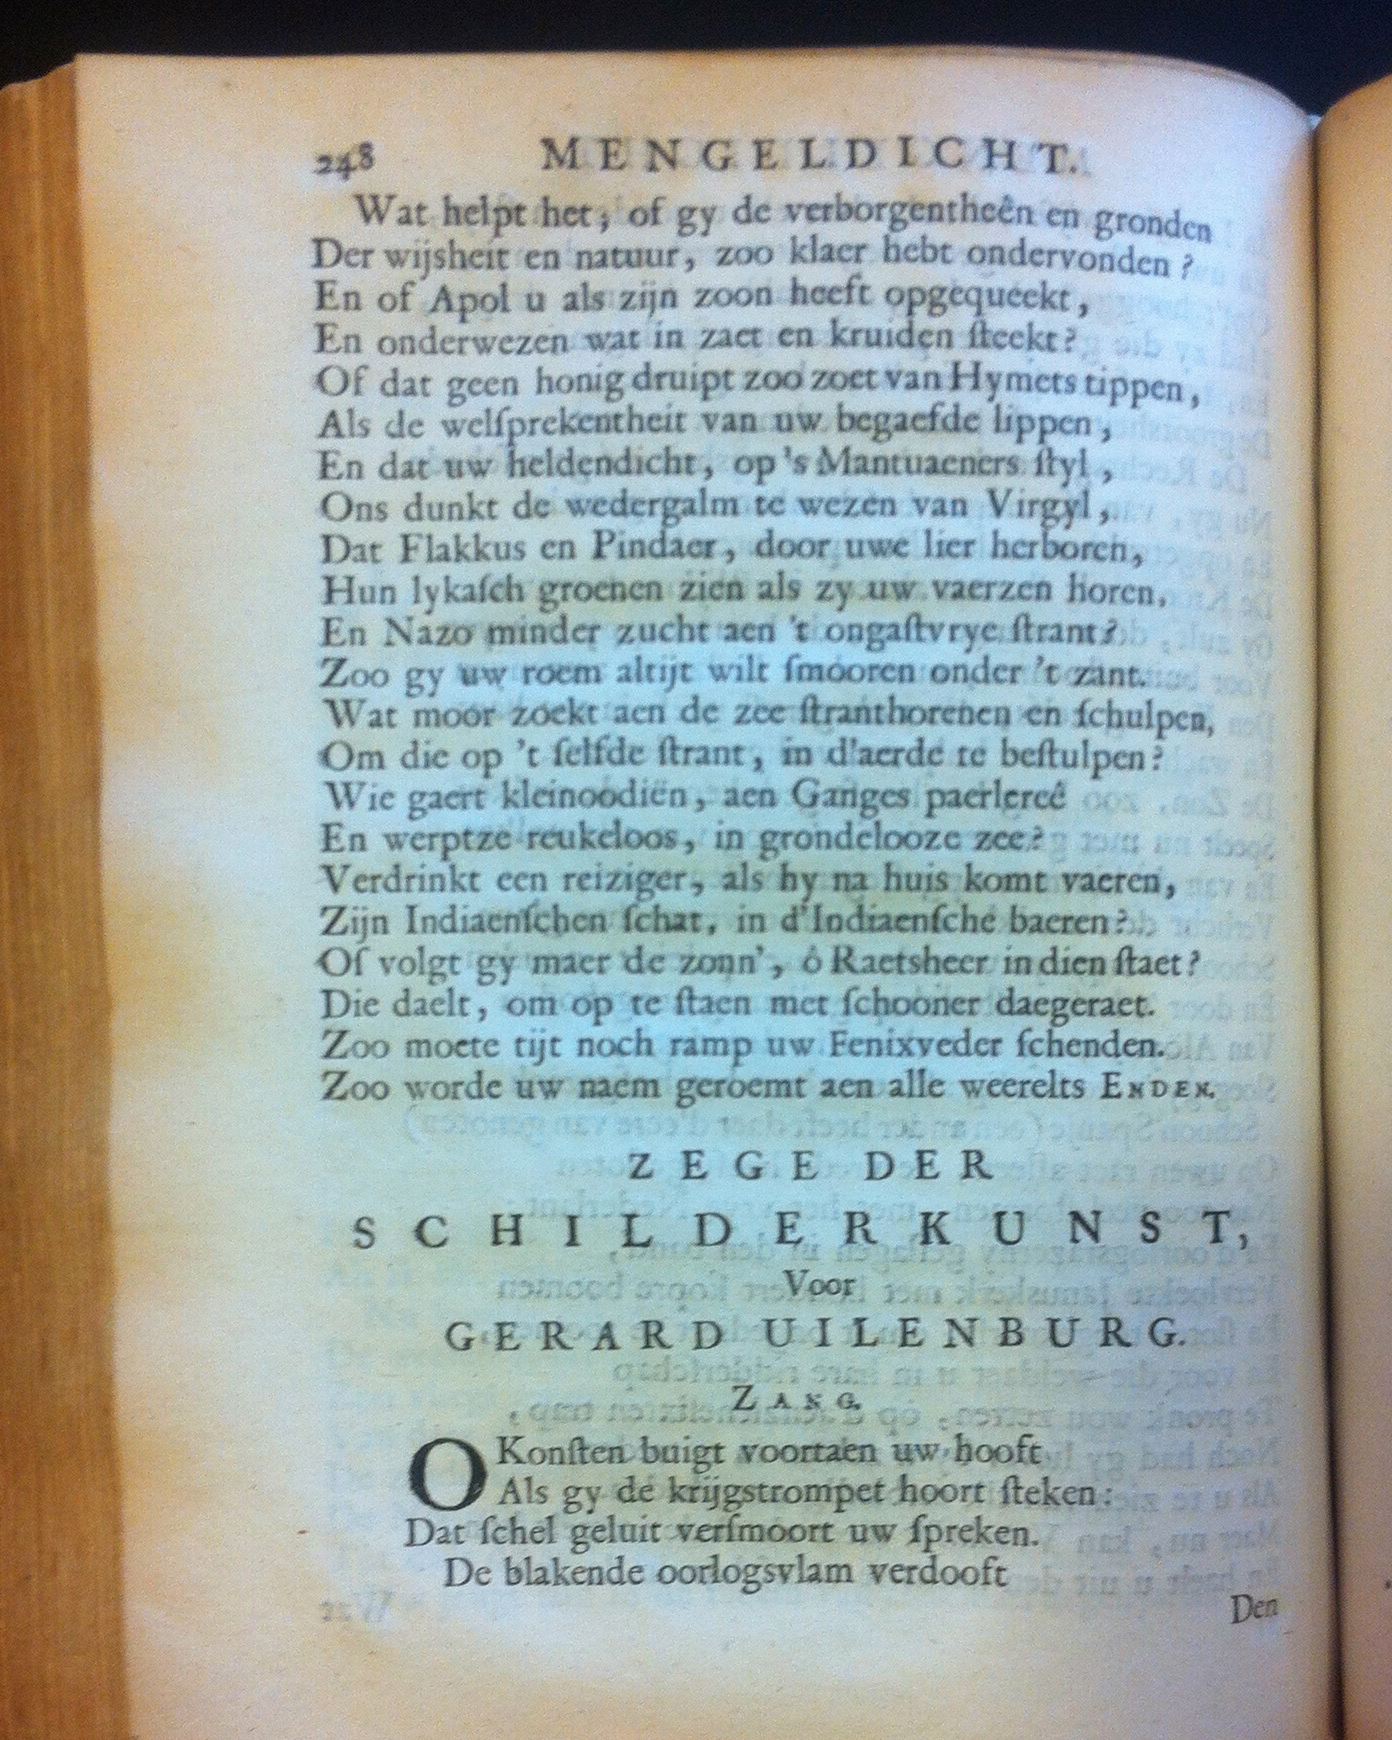 248 MENGELDICHT.
Wat helpt het, of gy de verborgentheên en gronden
Der wijsheit en natuur, zoo klaer hebt ondervonden?
En of Apol u als zijn zoon heeft opgequeekt,
En onderwezen wat in zaet en kruiden ſteekt?
Of dat geen honig druipt zoo zoet van Hymets tippen,
Als de welſprekentheit van uw begaefde lippen,
En dat uw heldendicht, op 's Mantuaeners ſtyl,
Ons dunkt de wedergalm te wezen van Virgyl,
Dat Flakkus en Pindaer, door uwe lier herboren,
Hun lykaſch groenen zien als zy uw vaerzen horen,
En Nazo minder zucht aen 't ongaſtvrye ſtrant?
Zoo gy uw roem altijt wilt ſmooren onder 't zant.
Wat moor zoekt aen de zee ſtranthorenen en ſchulpen,
Om die op 't ſelfde ſtrant, in d'aerde te beſtulpen?
Wie gaert kleinoodiën, aen Ganges paerlereê
En werptze reukeloos, in grondelooze zee?
Verdrinkt een reiziger, als hy na huis komt vaeren,
Zijn Indiaenſchen ſchat, in d'Indiaenſche baeren?
Of volgt gy maer de zonn', ô Raetsheer in dien ſtaet?
Die daelt, om op te ſtaen met ſchooner daegeraet.
Zoo moete tijt noch ramp uw Fenixveder ſchenden.
Zoo worde uw naem geroemt aen alle weerelts ENDEN.
ZEGE DER
SCHILDERKUNST,
Voor
GERARD UILENBURG.
ZANG.
O Konſten buigt voortaen uw hooft
Als gy de krijgstrompet hoort ſteken:
Dat ſchel geluit verſmoort uw ſpreken.
De blakende oorlogsvlam verdooft
Den